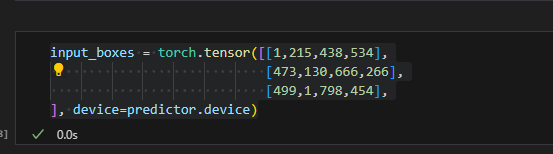 input_boxes = torch.tensor([[1,215,438,534],
[473,130,666,266],
[499,1,798,454],
], device=predictor.device)
0.0s